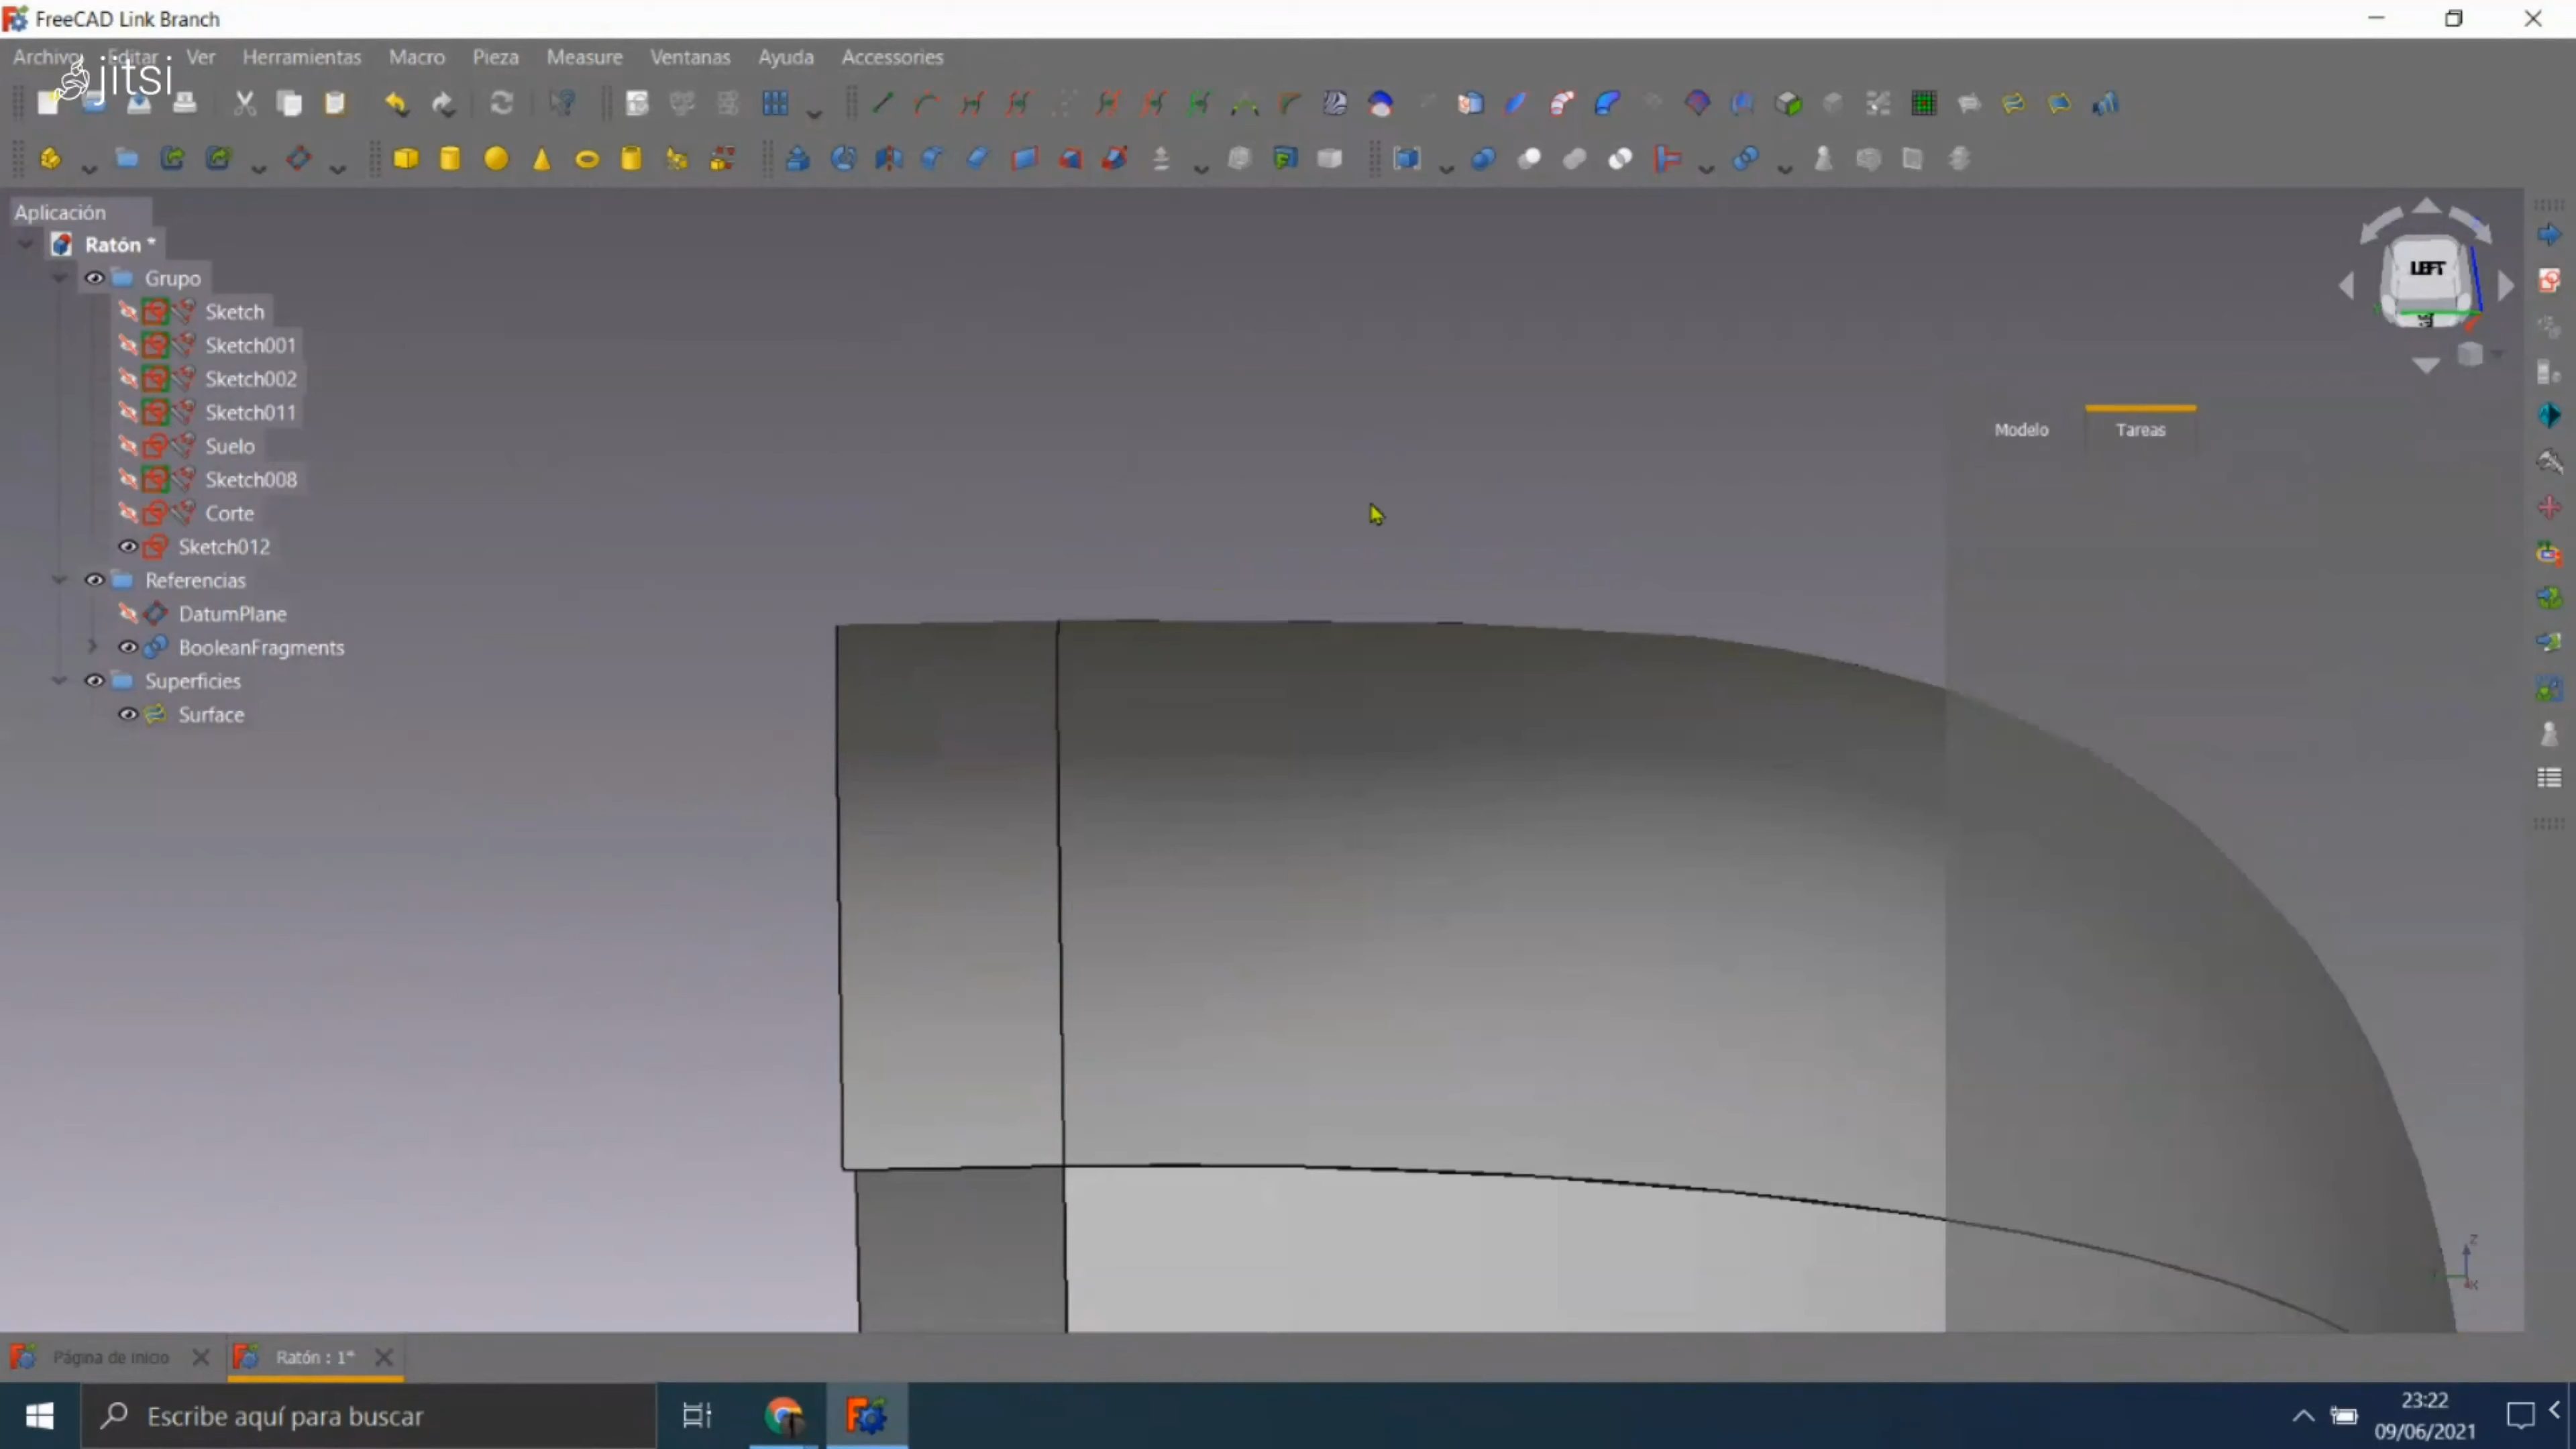 FreeCAD Link Branch
Archivo Editar Ver Herramientas Macro Pieza Measure Ventanas Ayuda Accessories
jitsi
Aplicación
Ratón *
Grupo
Sketch
Sketch001
Sketch002
Sketch011
Suelo
Sketch008
Corte
Sketch012
Referencias
DatumPlane
BooleanFragments
Superficies
Surface
LEFT
Modelo Tareas
Z
Página de inicio
Ratón : 1*
Escribe aquí para buscar
23:22
09/06/2021